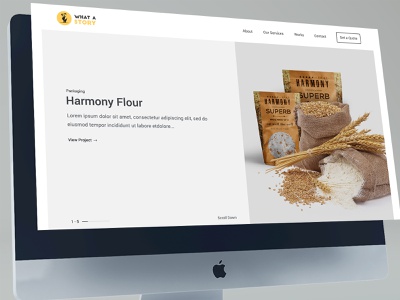 WHAT A
STORY
About
Our Services
Works
Contact
Get a Quote
Packaging
Harmony Flour
Lorem ipsum dolor sit amet, consectetur adipiscing elit, sed do
eiusmod tempor incididunt ut labore etdolore...
View Project →
HARMONY
SUPERB
HARMONY
SUPERB
1 - 5
Scroll Down